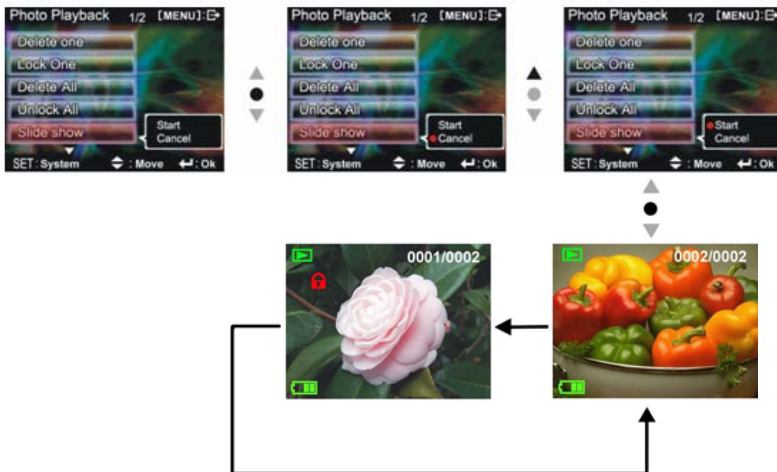 Photo Playback 1/2 [MENU]:
Delete one
Lock One
Delete All
Unlock All
Slide show
Start
Cancel
SET : System : Move : Ok
Photo Playback 1/2 [MENU]:
Delete one
Lock One
Delete All
Unlock All
Slide show
Start
Cancel
SET : System : Move : Ok
Photo Playback 1/2 [MENU]:
Delete one
Lock One
Delete All
Unlock All
Slide show
Start
Cancel
SET : System : Move : Ok
0001/0002
0002/0002